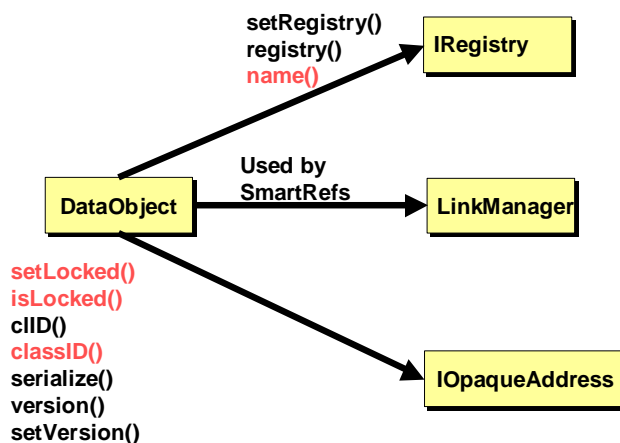 setRegistry()
registry()
name()
IRegistry
Used by
SmartRefs
DataObject
LinkManager
setLocked()
isLocked()
clID()
classID()
serialize()
version()
setVersion()
IOpaqueAddress